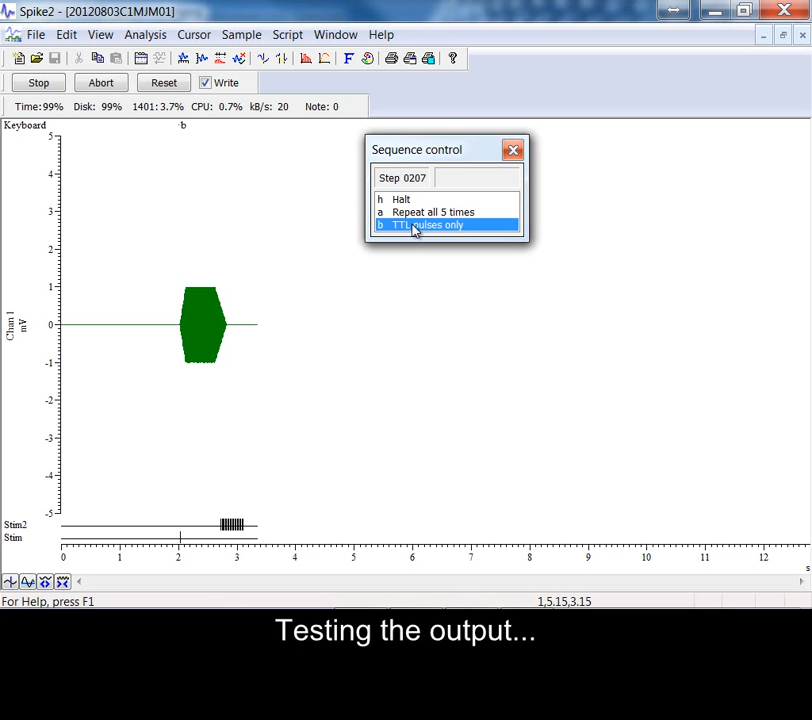 Spike2 - [20120803C1MJM01]
File Edit View Analysis Cursor Sample Script Window Help
Stop Abort Reset Write
Time:99% Disk: 99% 1401:3.7% CPU: 0.7% kB/s: 20 Note: 0
Keyboard b
Sequence control
Step 0207
h Halt
a Repeat all 5 times
b TTL pulses only
5
4
3
2
1
0
-1
-2
-3
-4
-5
Chan 1
mV
Stim2
Stim
0 1 2 3 4 5 6 7 8 9 10 11 12
s
For Help, press F1 1,5.15,3.15
Testing the output...